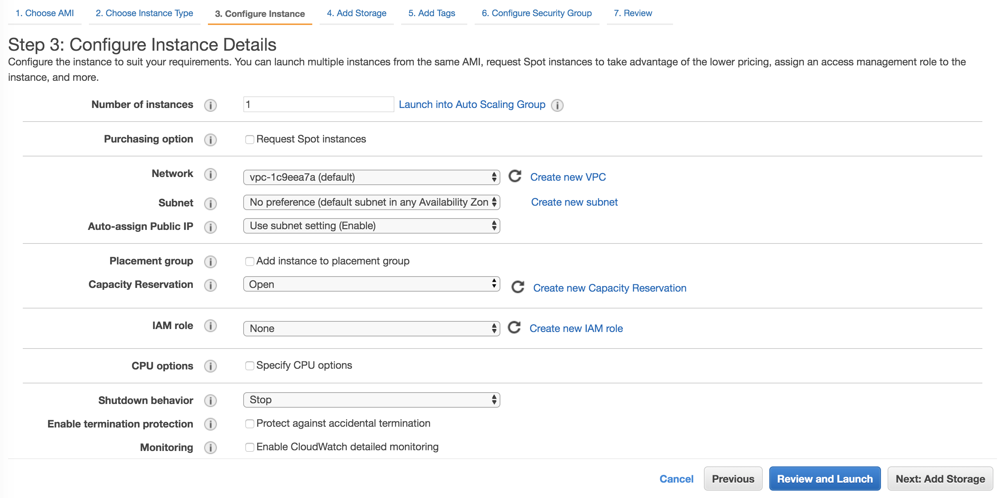 1. Choose AMI 2. Choose Instance Type 3. Configure Instance 4. Add Storage 5. Add Tags 6. Configure Security Group 7. Review
Step 3: Configure Instance Details
Configure the instance to suit your requirements. You can launch multiple instances from the same AMI, request Spot instances to take advantage of the lower pricing, assign an access management role to the
instance, and more.
Number of instances 1 Launch into Auto Scaling Group
Purchasing option Request Spot instances
Network vpc-1c9eea7a (default) Create new VPC
Subnet No preference (default subnet in any Availability Zon Create new subnet
Auto-assign Public IP Use subnet setting (Enable)
Placement group Add instance to placement group
Capacity Reservation Open Create new Capacity Reservation
IAM role None Create new IAM role
CPU options Specify CPU options
Shutdown behavior Stop
Enable termination protection Protect against accidental termination
Monitoring Enable CloudWatch detailed monitoring
Cancel Previous Review and Launch Next: Add Storage